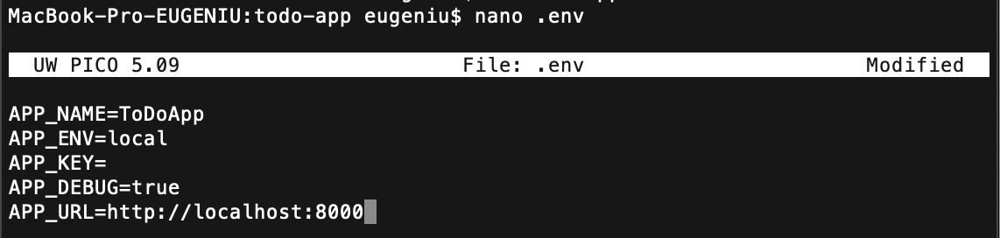 MacBook-Pro-EUGENIU:todo-app eugeniu$ nano .env
UW PICO 5.09 File: .env Modified
APP_NAME=ToDoApp
APP_ENV=local
APP_KEY=
APP_DEBUG=true
APP_URL=http://localhost:8000